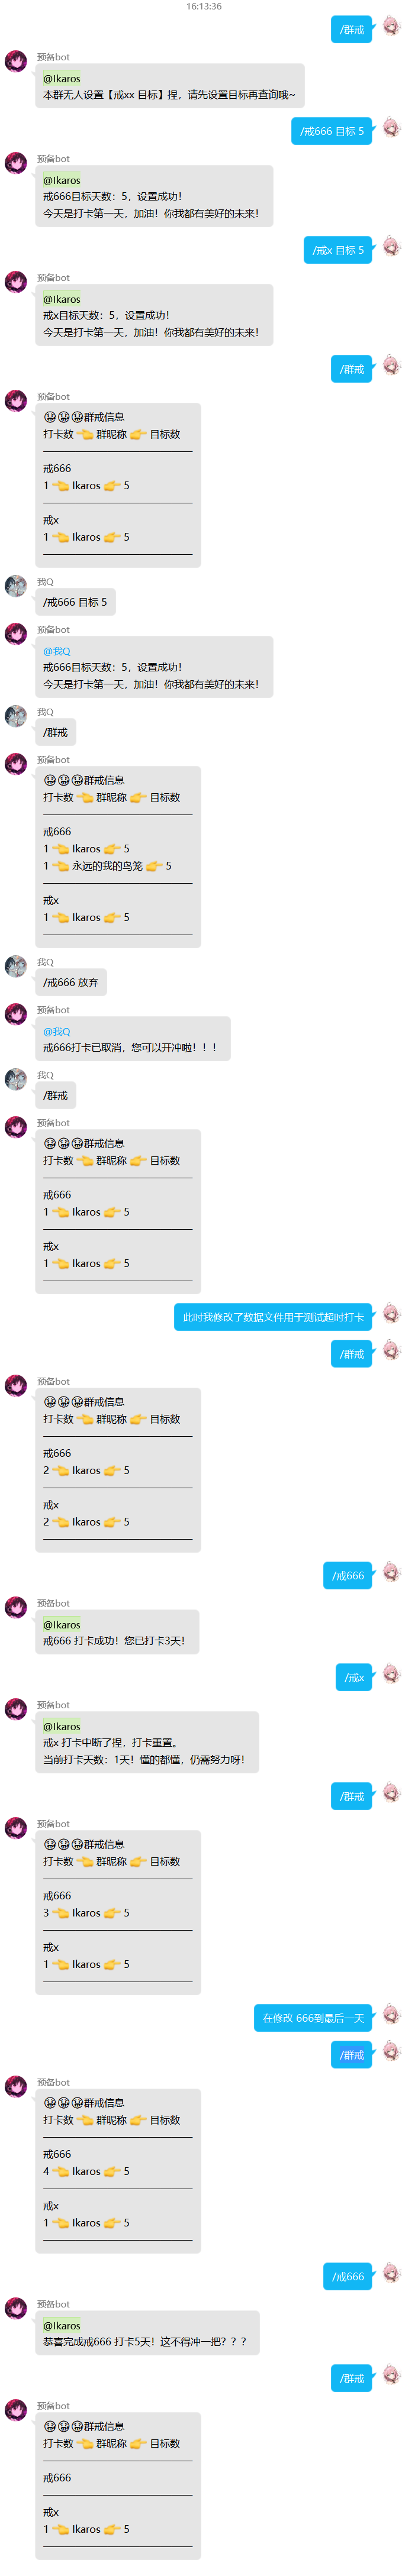 16:13:36
/群戒
预备bot
@Ikaros
本群无人设置【戒xx 目标】捏，请先设置目标再查询哦~
/戒666 目标 5
预备bot
@Ikaros
戒666目标天数：5，设置成功！
今天是打卡第一天，加油！你我都有美好的未来！
/戒x 目标 5
预备bot
@Ikaros
戒x目标天数：5，设置成功！
今天是打卡第一天，加油！你我都有美好的未来！
/群戒
预备bot
😭😭😭群戒信息
打卡数 👈 群昵称 👉 目标数
戒666
1 👈 Ikaros 👉 5
戒x
1 👈 Ikaros 👉 5
我Q
/戒666 目标 5
预备bot
@我Q
戒666目标天数：5，设置成功！
今天是打卡第一天，加油！你我都有美好的未来！
我Q
/群戒
预备bot
😭😭😭群戒信息
打卡数 👈 群昵称 👉 目标数
戒666
1 👈 Ikaros 👉 5
1 👈 永远的我的鸟笼 👉 5
戒x
1 👈 Ikaros 👉 5
我Q
/戒666 放弃
预备bot
@我Q
戒666打卡已取消，您可以开冲啦！！！
我Q
/群戒
预备bot
😭😭😭群戒信息
打卡数 👈 群昵称 👉 目标数
戒666
1 👈 Ikaros 👉 5
戒x
1 👈 Ikaros 👉 5
此时我修改了数据文件用于测试超时打卡
/群戒
预备bot
😭😭😭群戒信息
打卡数 👈 群昵称 👉 目标数
戒666
2 👈 Ikaros 👉 5
戒x
2 👈 Ikaros 👉 5
/戒666
预备bot
@Ikaros
戒666 打卡成功！您已打卡3天！
/戒x
预备bot
@Ikaros
戒x 打卡中断了捏，打卡重置。
当前打卡天数：1天！懂的都懂，仍需努力呀！
/群戒
预备bot
😭😭😭群戒信息
打卡数 👈 群昵称 👉 目标数
戒666
3 👈 Ikaros 👉 5
戒x
1 👈 Ikaros 👉 5
在修改 666到最后一天
/群戒
预备bot
😭😭😭群戒信息
打卡数 👈 群昵称 👉 目标数
戒666
4 👈 Ikaros 👉 5
戒x
1 👈 Ikaros 👉 5
/戒666
预备bot
@Ikaros
恭喜完成戒666 打卡5天！这不得冲一把？？？
/群戒
预备bot
😭😭😭群戒信息
打卡数 👈 群昵称 👉 目标数
戒666
戒x
1 👈 Ikaros 👉 5